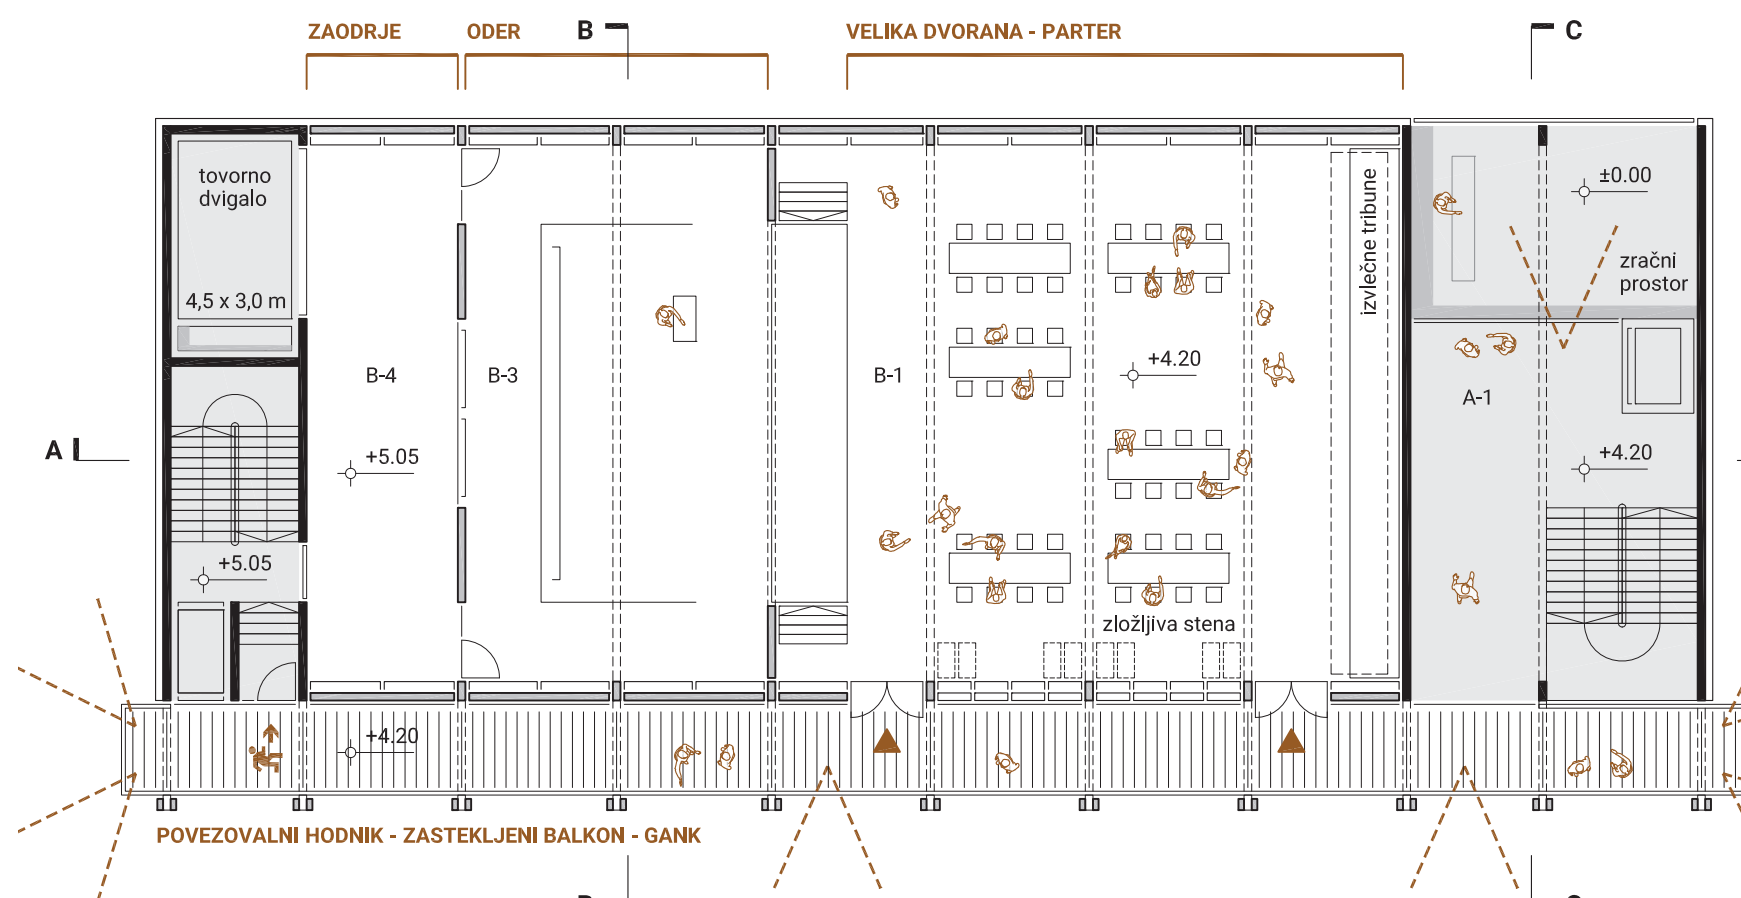 ZAODRJE
ODER
B
VELIKA DVORANA - PARTER
C
tovorno
dvigalo
4,5 x 3,0 m
izvlečne tribune
±0.00
zračni
prostor
B-4
B-3
B-1
+4.20
A-1
A
+5.05
+4.20
+5.05
zložljiva stena
+4.20
POVEZOVALNI HODNIK - ZASTEKLJENI BALKON - GANK